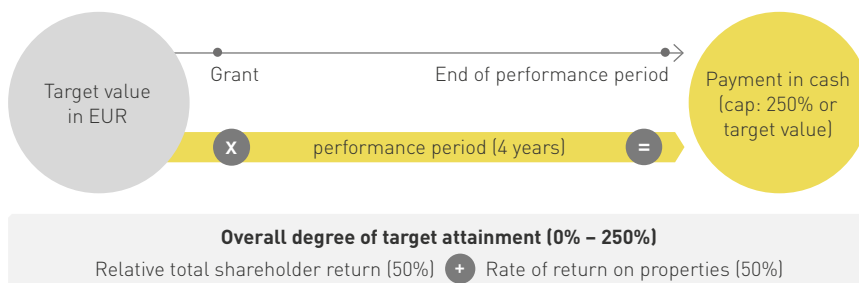 Target value
in EUR
Grant
End of performance period
Payment in cash
(cap: 250% or
target value)
x performance period (4 years) =
Overall degree of target attainment (0% – 250%)
Relative total shareholder return (50%) + Rate of return on properties (50%)